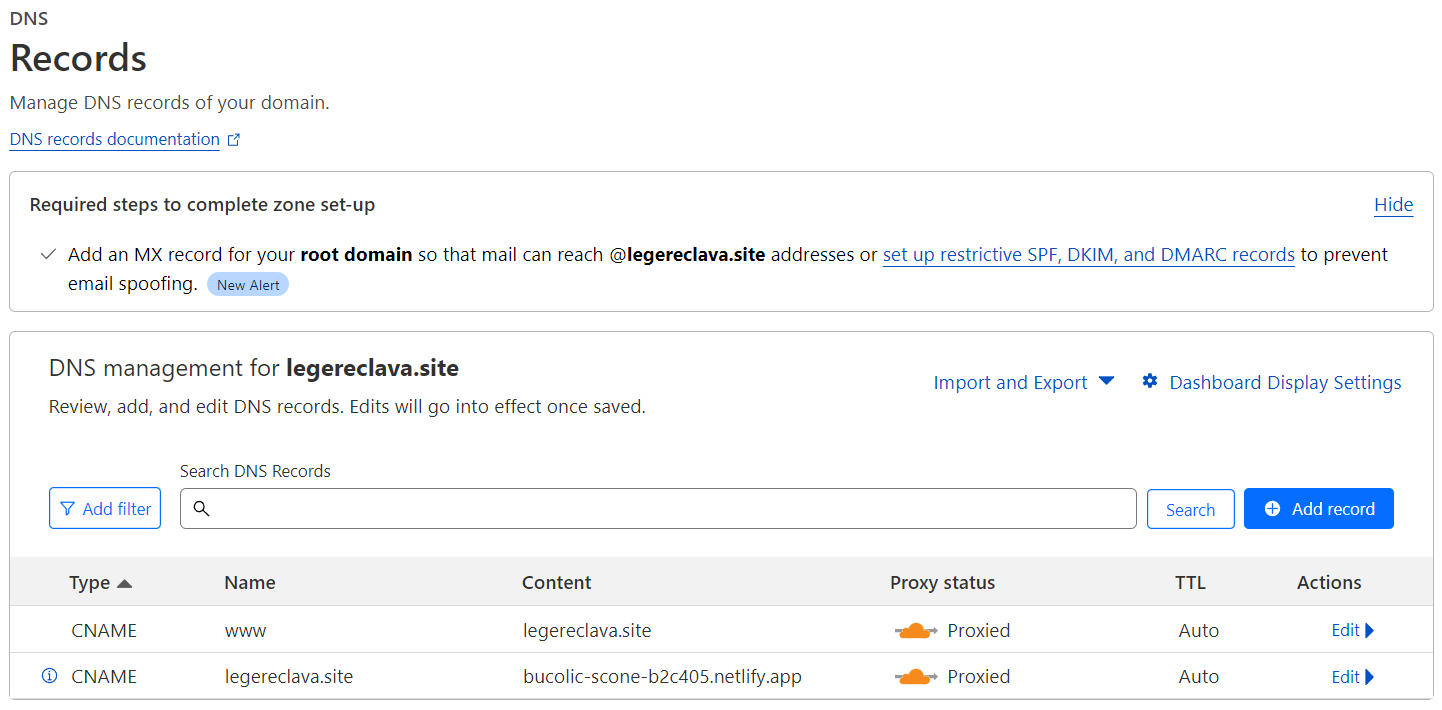 DNS
Records
Manage DNS records of your domain.
DNS records documentation
Required steps to complete zone set-up
Hide
Add an MX record for your root domain so that mail can reach @legereclava.site addresses or set up restrictive SPF, DKIM, and DMARC records to prevent
email spoofing. New Alert
DNS management for legereclava.site
Import and Export Dashboard Display Settings
Review, add, and edit DNS records. Edits will go into effect once saved.
Search DNS Records
Add filter Search Add record
Type Name Content Proxy status TTL Actions
CNAME www legereclava.site Proxied Auto Edit
CNAME legereclava.site bucolic-scone-b2c405.netlify.app Proxied Auto Edit